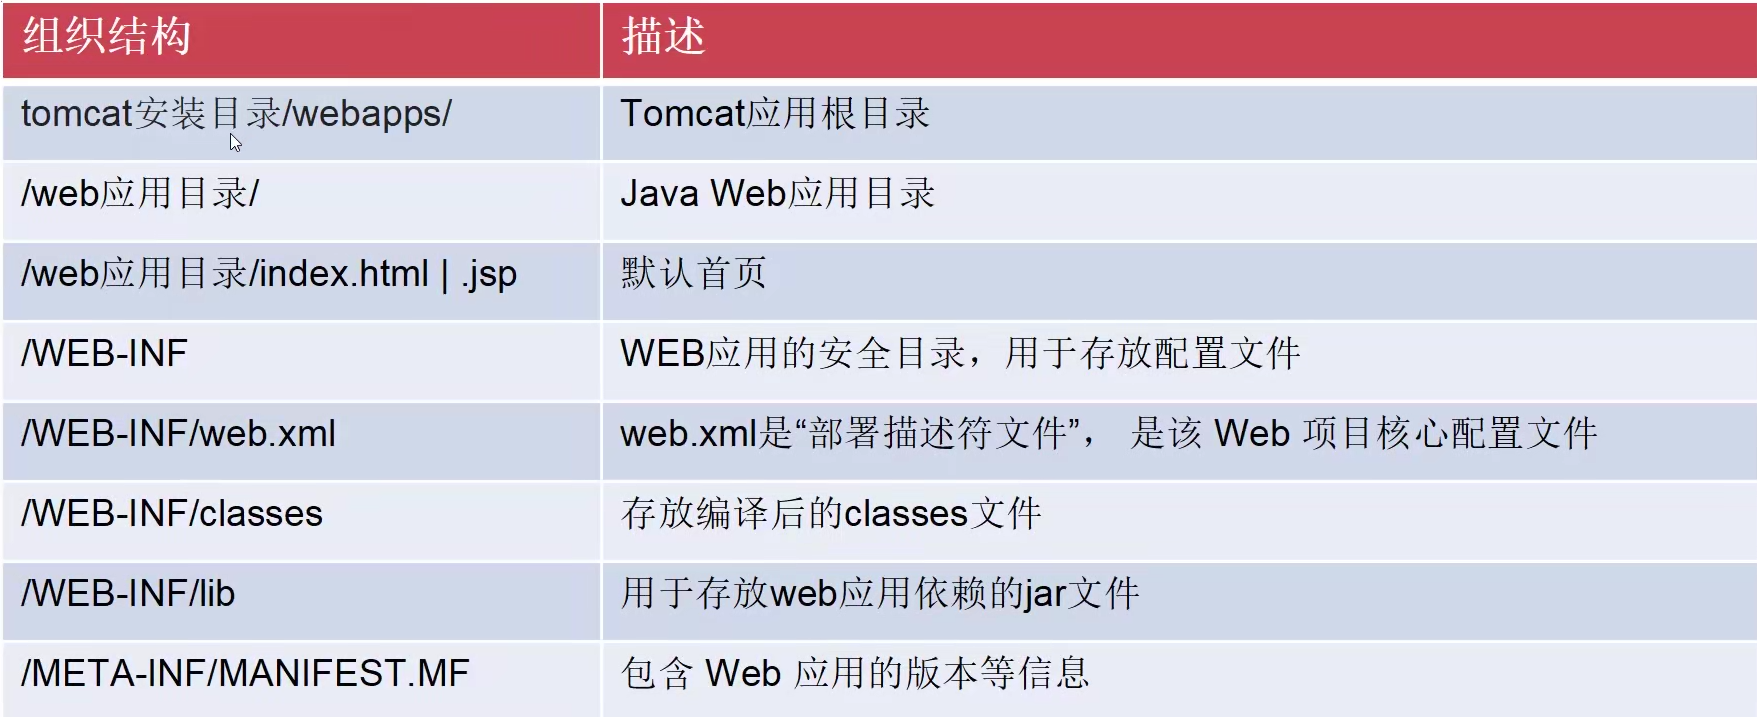 组织结构 描述
tomcat安装目录/webapps/ Tomcat应用根目录
/web应用目录/ Java Web应用目录
/web应用目录/index.html | .jsp 默认首页
/WEB-INF WEB应用的安全目录，用于存放配置文件
/WEB-INF/web.xml web.xml是“部署描述符文件”， 是该 Web 项目核心配置文件
/WEB-INF/classes 存放编译后的classes文件
/WEB-INF/lib 用于存放web应用依赖的jar文件
/META-INF/MANIFEST.MF 包含 Web 应用的版本等信息